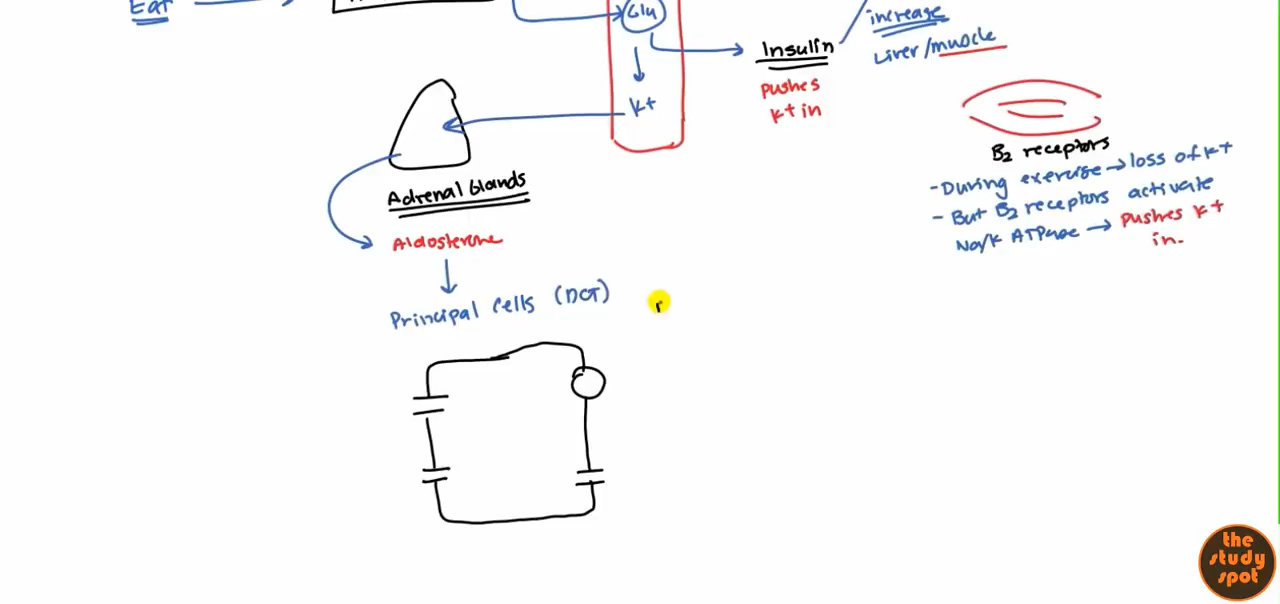 Eat
Glu
K+
Insulin
pushes
K+ in
increase
Liver/muscle
B2 receptors
- During exercise → loss of K+
- But B2 receptors activate
Na/K ATPase → pushes K+
in.
Adrenal Glands
Aldosterone
Principal cells (DCT)
the
study
spot